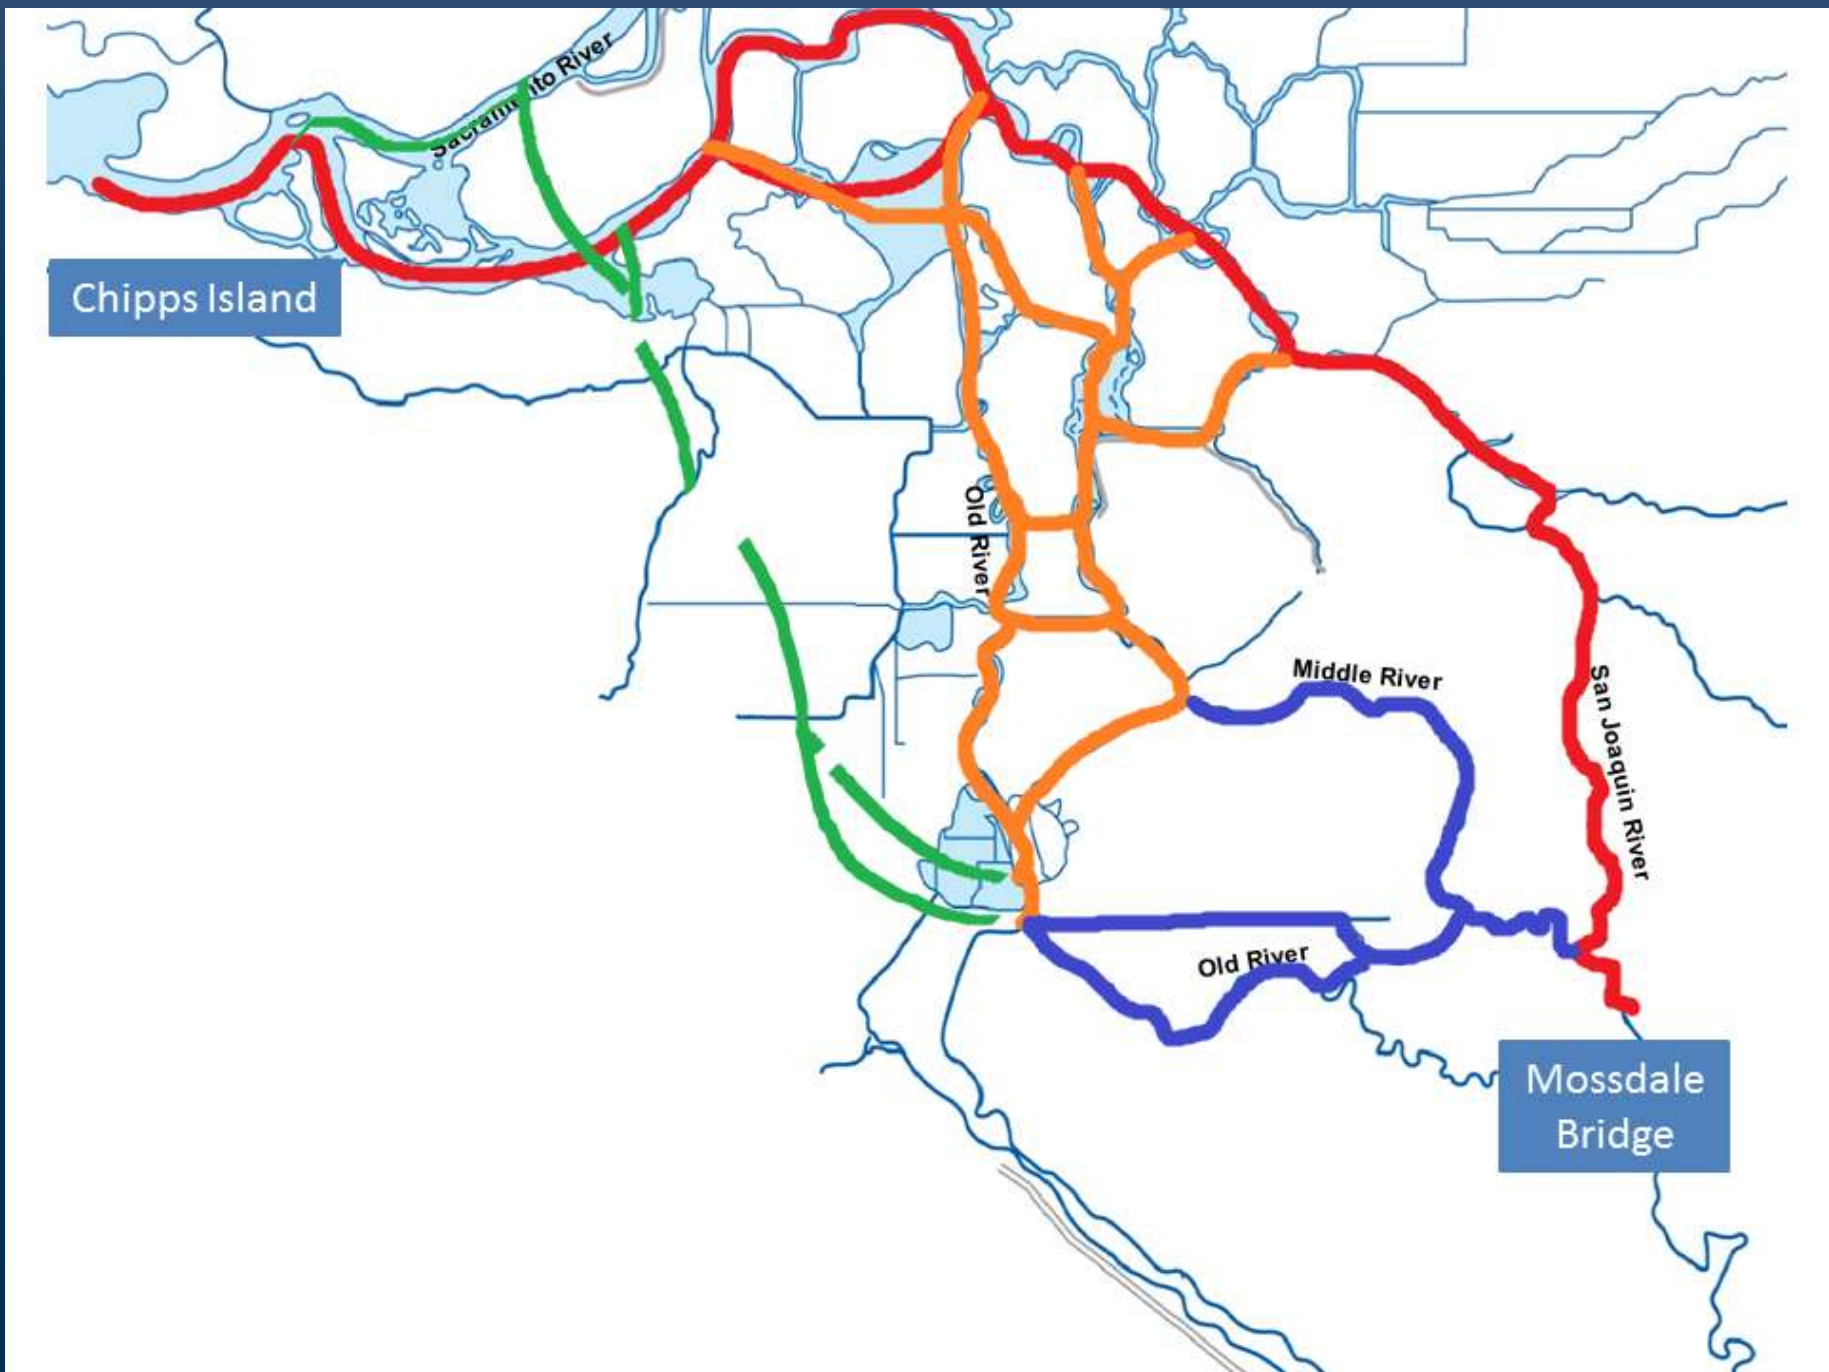 Sacramento River
Chipps Island
Old River
Middle River
San Joaquin River
Old River
Mossdale
Bridge